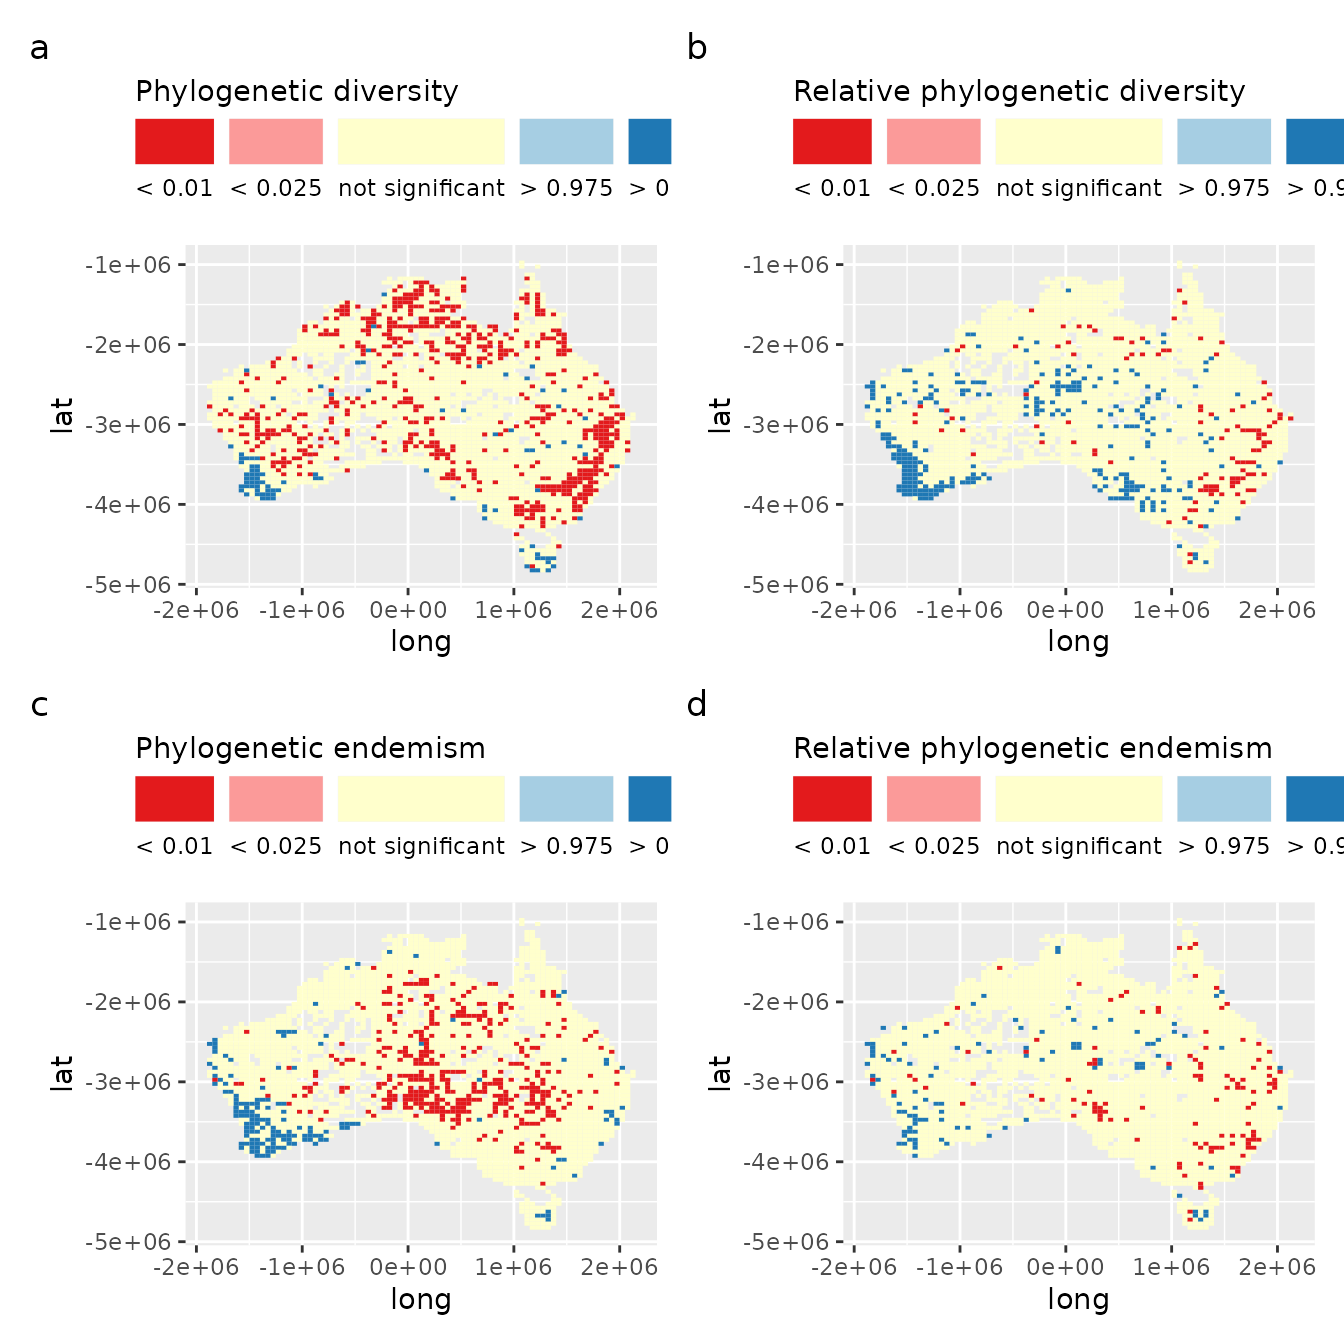 a
Phylogenetic diversity
< 0.01 < 0.025 not significant > 0.975 > 0
-1e+06
-2e+06
-3e+06
-4e+06
-5e+06
lat
-2e+06 -1e+06 0e+00 1e+06 2e+06
long
b
Relative phylogenetic diversity
< 0.01 < 0.025 not significant > 0.975 > 0.9
-1e+06
-2e+06
-3e+06
-4e+06
-5e+06
lat
-2e+06 -1e+06 0e+00 1e+06 2e+06
long
c
Phylogenetic endemism
< 0.01 < 0.025 not significant > 0.975 > 0
-1e+06
-2e+06
-3e+06
-4e+06
-5e+06
lat
-2e+06 -1e+06 0e+00 1e+06 2e+06
long
d
Relative phylogenetic endemism
< 0.01 < 0.025 not significant > 0.975 > 0.9
-1e+06
-2e+06
-3e+06
-4e+06
-5e+06
lat
-2e+06 -1e+06 0e+00 1e+06 2e+06
long